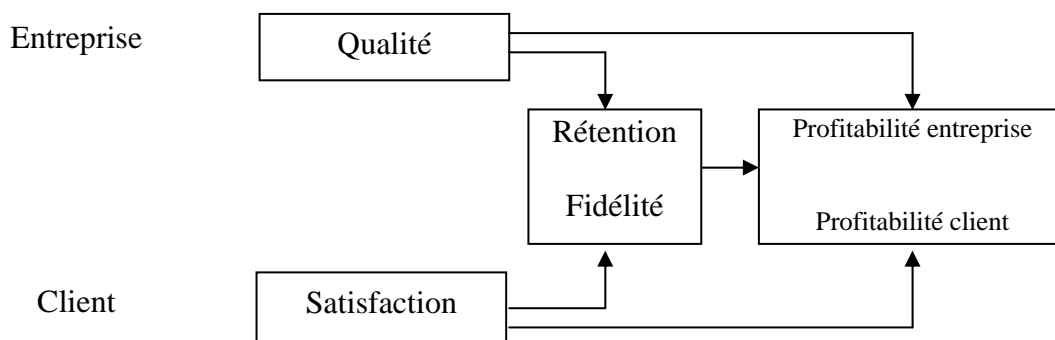 Entreprise
Qualité
Rétention
Fidélité
Profitabilité entreprise
Profitabilité client
Client
Satisfaction